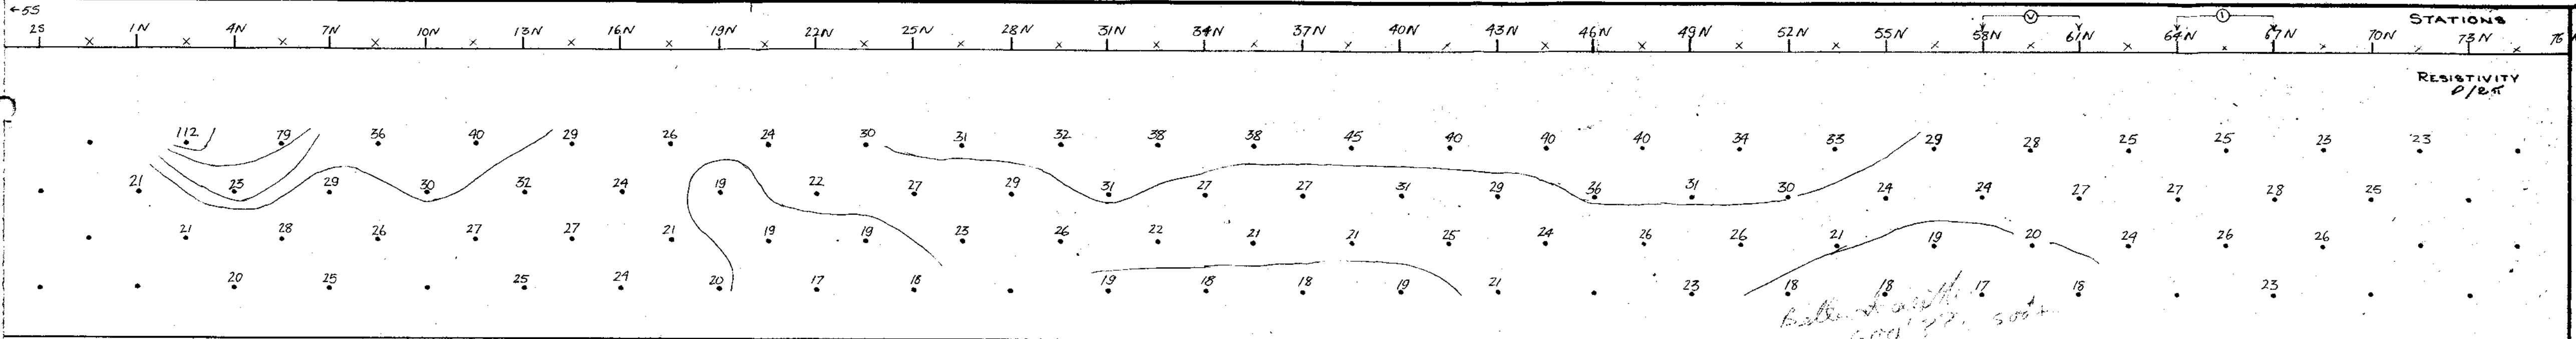 ←5S
2S 1N 4N 7N 10N 13N 16N 19N 22N 25N 28N 31N 34N 37N 40N 43N 46N 49N 52N 55N 58N 61N 64N 67N 70N 73N 76
V I
STATIONS
RESISTIVITY
ρ/2π
112 79 36 40 29 26 24 30 31 32 38 38 45 40 40 40 34 33 29 28 25 25 23 23
21 23 29 30 32 24 19 22 27 29 31 27 27 31 29 36 31 30 24 24 27 27 28 25
21 28 26 27 27 21 19 19 23 26 22 21 21 25 24 26 26 21 19 20 24 26 26
20 25 25 24 20 17 18 19 18 18 19 21 23 18 18 17 18 23